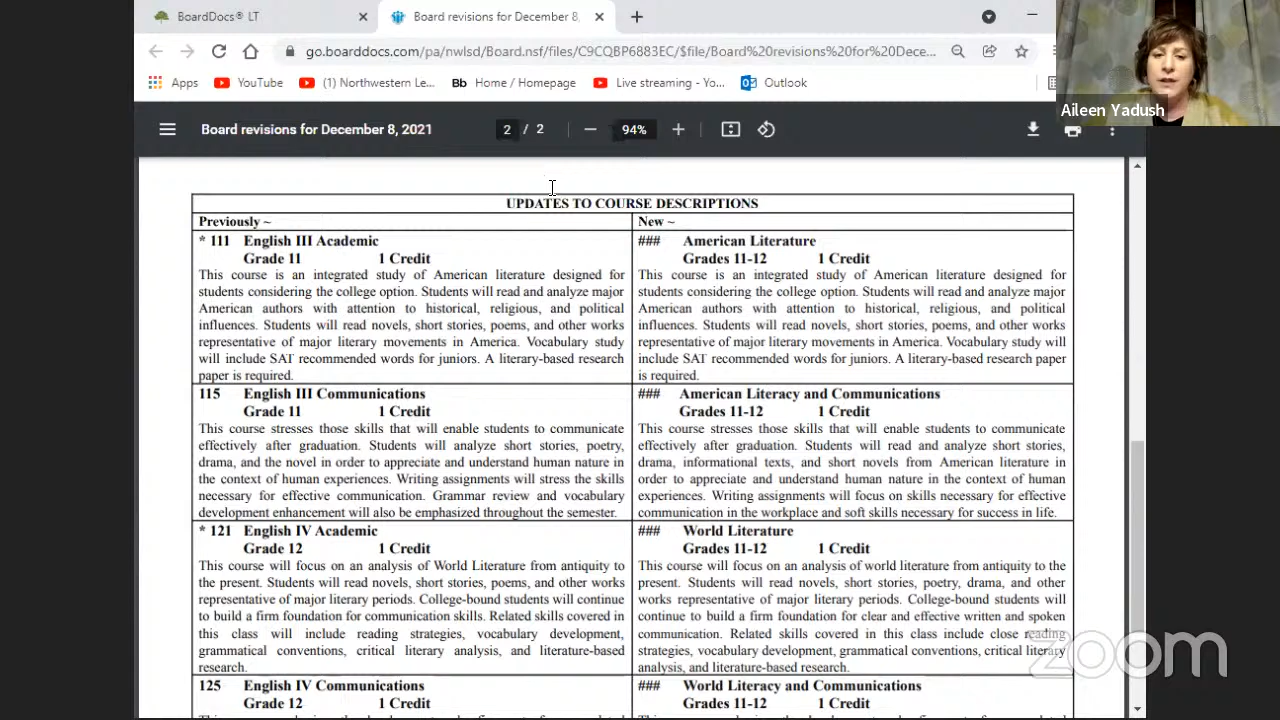 BoardDocs® LT
Board revisions for December 8,
go.boarddocs.com/pa/nwlsd/Board.nsf/files/C9CQBP6883EC/$file/Board%20revisions%20for%20Dece...
Apps
YouTube
(1) Northwestern Le...
Bb
Home / Homepage
Live streaming - Yo...
Outlook
Aileen Yadush
Board revisions for December 8, 2021
2 / 2
94%
UPDATES TO COURSE DESCRIPTIONS
Previously ~
* 111 English III Academic
Grade 11 1 Credit
This course is an integrated study of American literature designed for
students considering the college option. Students will read and analyze major
American authors with attention to historical, religious, and political
influences. Students will read novels, short stories, poems, and other works
representative of major literary movements in America. Vocabulary study
will include SAT recommended words for juniors. A literary-based research
paper is required.
New ~
### American Literature
Grades 11-12 1 Credit
This course is an integrated study of American literature designed for
students considering the college option. Students will read and analyze major
American authors with attention to historical, religious, and political
influences. Students will read novels, short stories, poems, and other works
representative of major literary movements in America. Vocabulary study will
include SAT recommended words for juniors. A literary-based research paper
is required.
115 English III Communications
Grade 11 1 Credit
This course stresses those skills that will enable students to communicate
effectively after graduation. Students will analyze short stories, poetry,
drama, and the novel in order to appreciate and understand human nature in
the context of human experiences. Writing assignments will stress the skills
necessary for effective communication. Grammar review and vocabulary
development enhancement will also be emphasized throughout the semester.
### American Literacy and Communications
Grades 11-12 1 Credit
This course stresses those skills that will enable students to communicate
effectively after graduation. Students will read and analyze short stories,
drama, informational texts, and short novels from American literature in
order to appreciate and understand human nature in the context of human
experiences. Writing assignments will focus on skills necessary for effective
communication in the workplace and soft skills necessary for success in life.
* 121 English IV Academic
Grade 12 1 Credit
This course will focus on an analysis of World Literature from antiquity to
the present. Students will read novels, short stories, poems, and other works
representative of major literary periods. College-bound students will continue
to build a firm foundation for communication skills. Related skills covered in
this class will include reading strategies, vocabulary development,
grammatical conventions, critical literary analysis, and literature-based
research.
### World Literature
Grades 11-12 1 Credit
This course will focus on an analysis of world literature from antiquity to the
present. Students will read novels, short stories, poetry, drama, and other
works representative of major literary periods. College-bound students will
continue to build a firm foundation for clear and effective written and spoken
communication. Related skills covered in this class include close reading
strategies, vocabulary development, grammatical conventions, critical literary
analysis, and literature-based research.
125 English IV Communications
Grade 12 1 Credit
### World Literacy and Communications
Grades 11-12 1 Credit
zoom